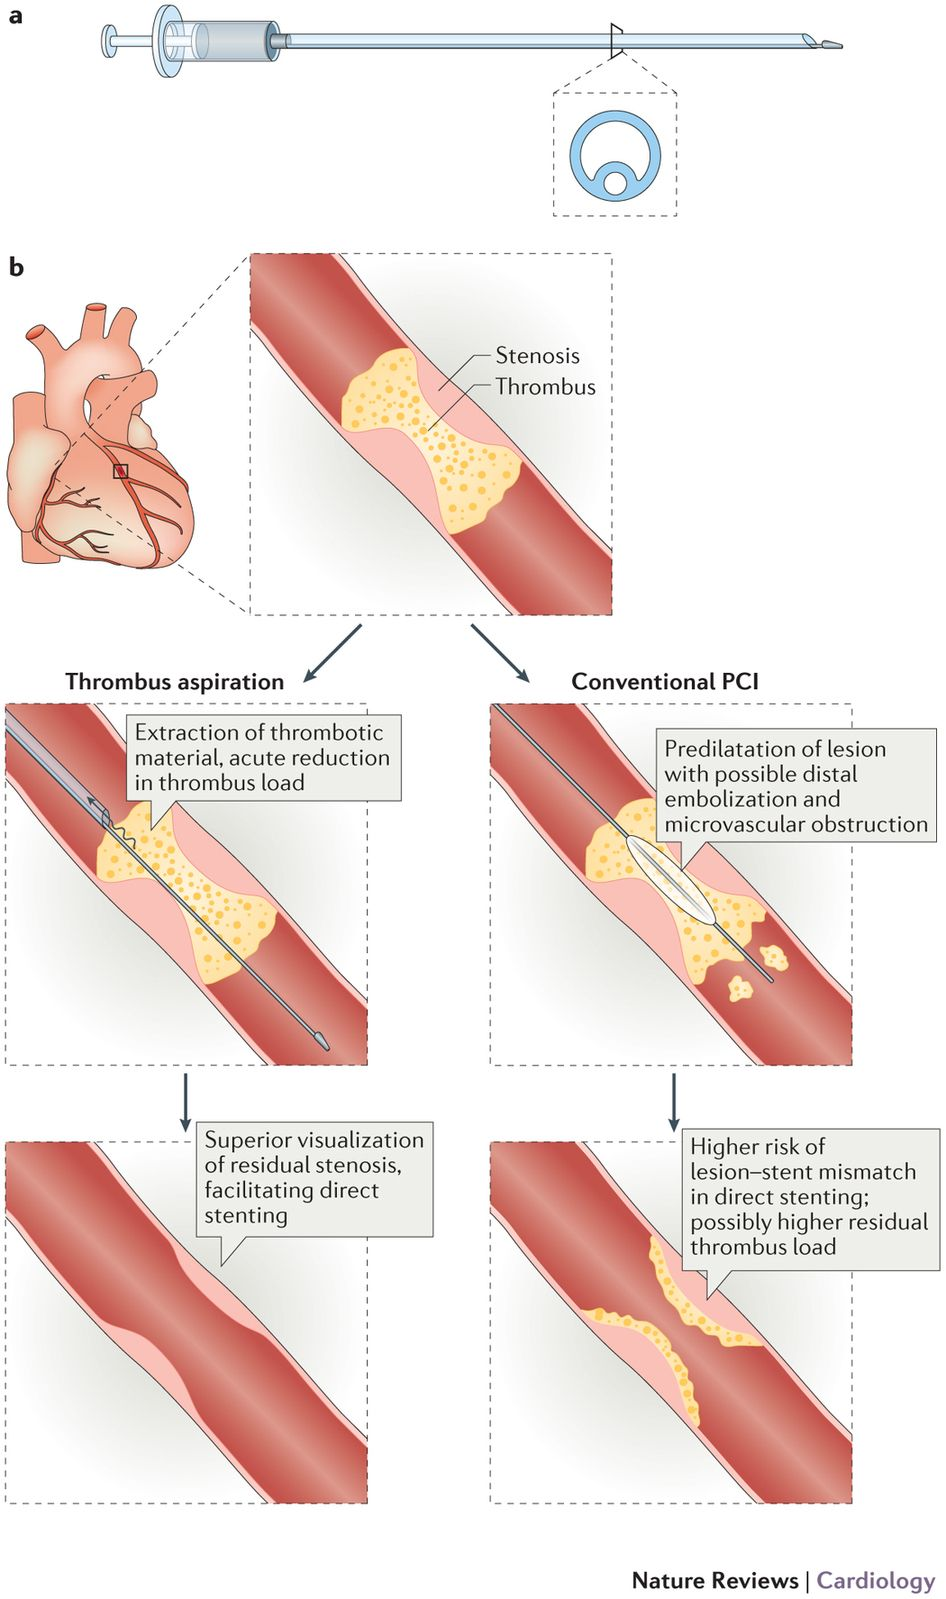 a
b
Stenosis
Thrombus
Thrombus aspiration
Extraction of thrombotic
material, acute reduction
in thrombus load
Conventional PCI
Predilatation of lesion
with possible distal
embolization and
microvascular obstruction
Superior visualization
of residual stenosis,
facilitating direct
stenting
Higher risk of
lesion–stent mismatch
in direct stenting;
possibly higher residual
thrombus load
Nature Reviews | Cardiology